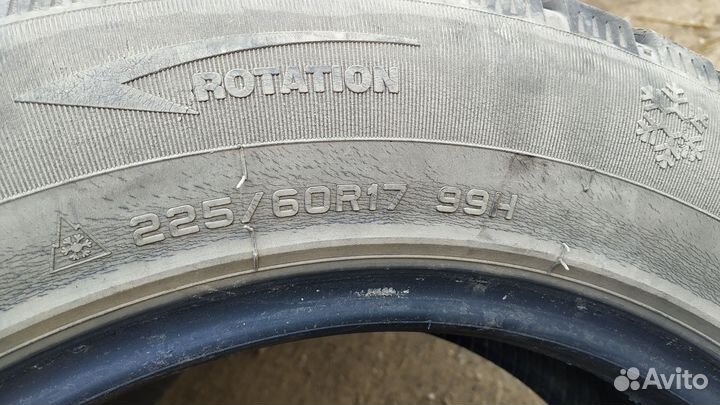 ROTATION
225/60R17 99H
Avito